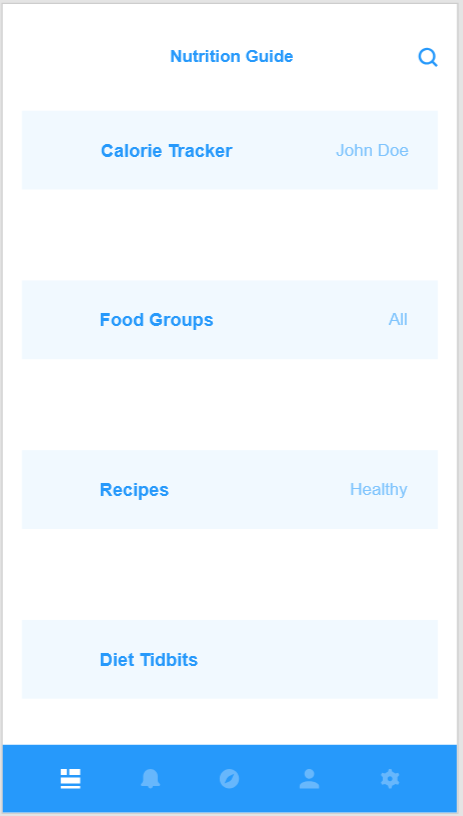 Nutrition Guide
Calorie Tracker John Doe
Food Groups All
Recipes Healthy
Diet Tidbits